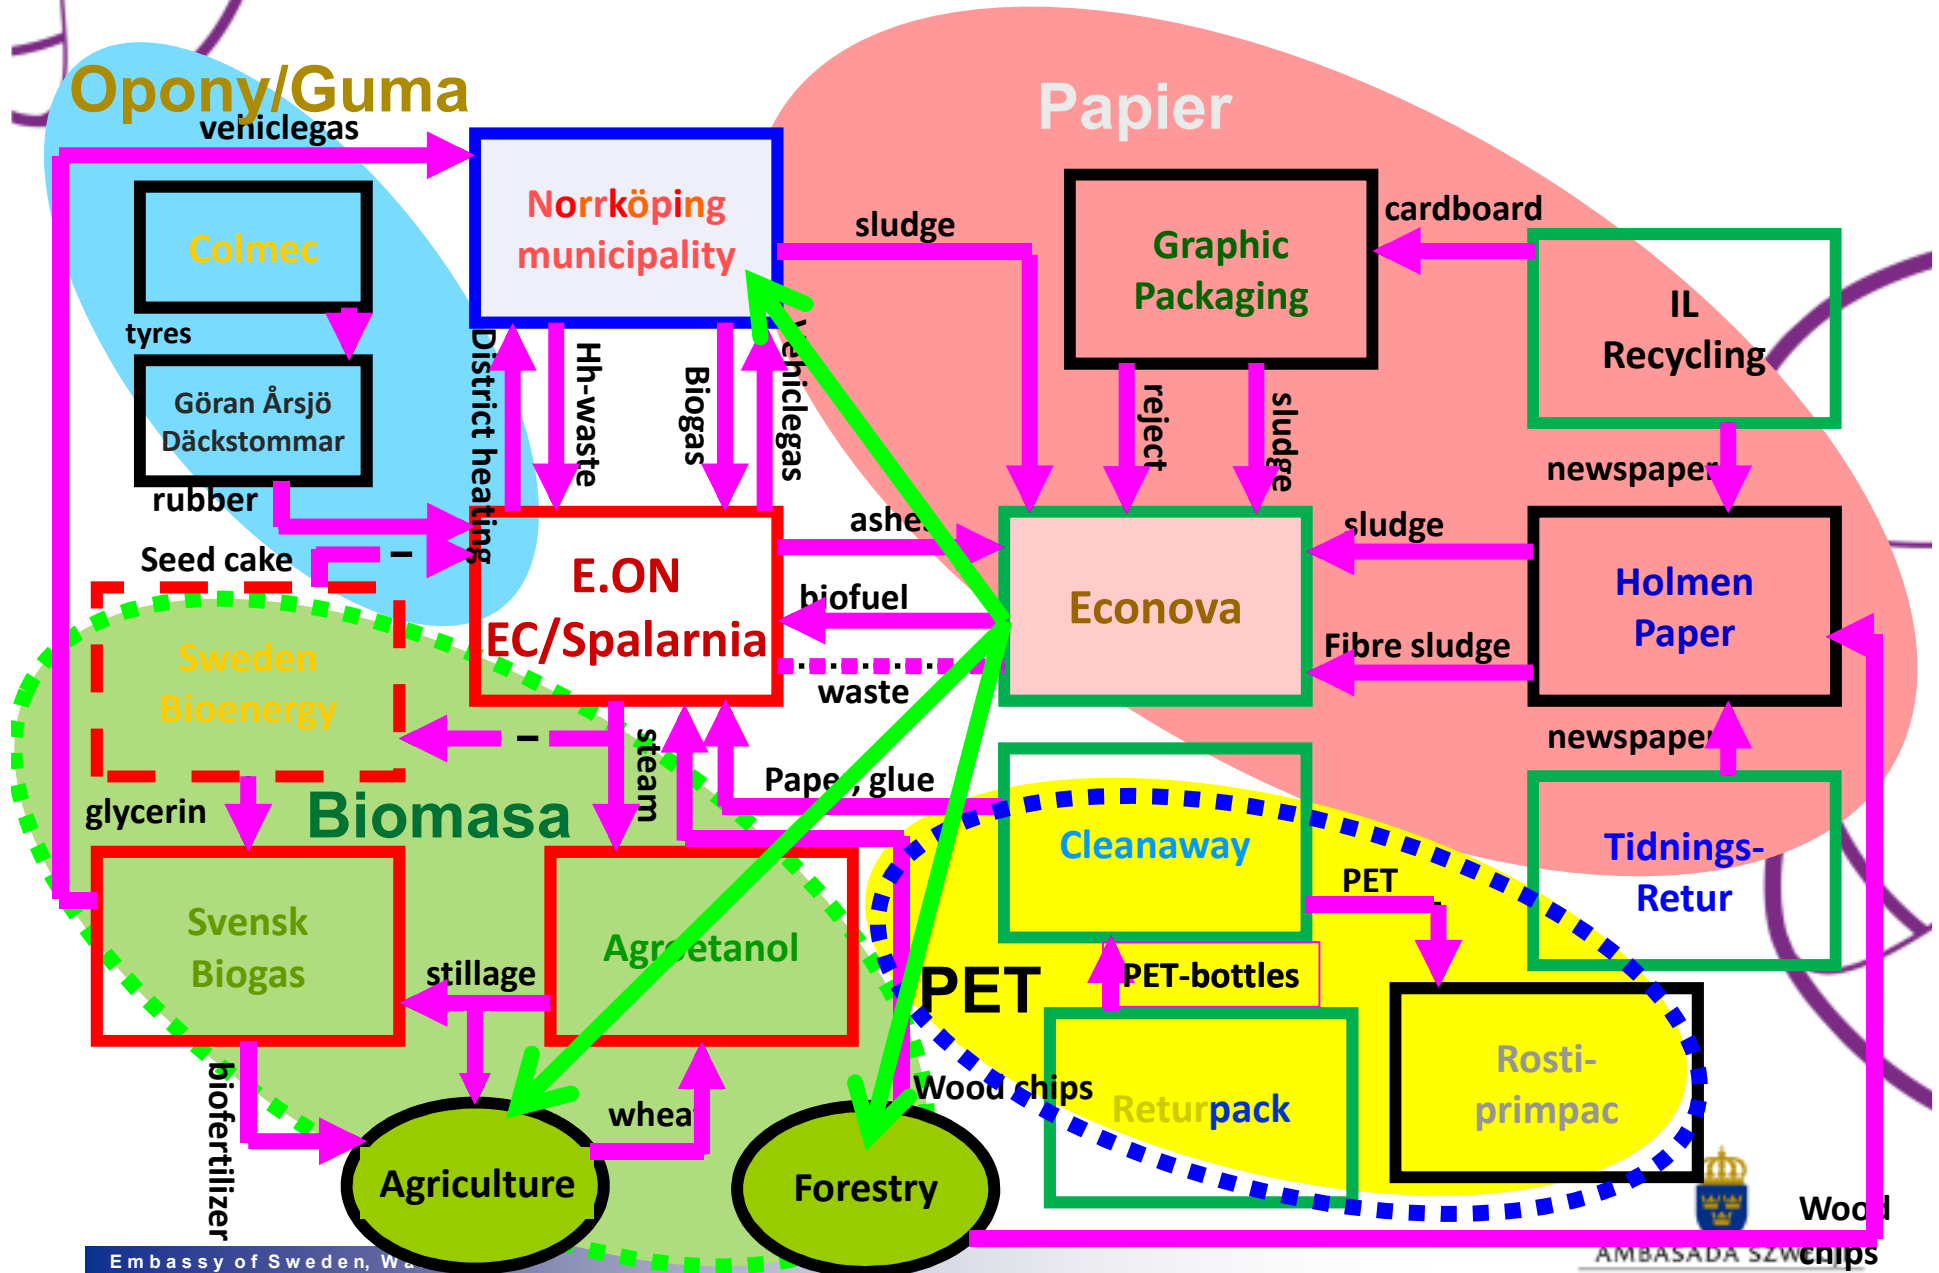 Opony/Guma
Papier
vehiclegas
Norrköping
municipality
Colmec
tyres
Göran Årsjö
Däckstommar
rubber
Seed cake
sludge
Graphic
Packaging
cardboard
IL
Recycling
District heating
Hh-waste
Biogas
vehiclegas
reject
sludge
newspaper
ashes
E.ON
EC/Spalarnia
biofuel
waste
Econova
sludge
Fibre sludge
Holmen
Paper
newspaper
Sweden
Bioenergy
steam
glycerin
Biomasa
Paper, glue
Cleanaway
Tidnings-
Retur
PET
Svensk
Biogas
stillage
Agroetanol
PET
PET-bottles
Rosti-
primpac
Returpack
Wood chips
wheat
biofertilizer
Agriculture
Forestry
Wood
chips
Embassy of Sweden,
AMBASADA